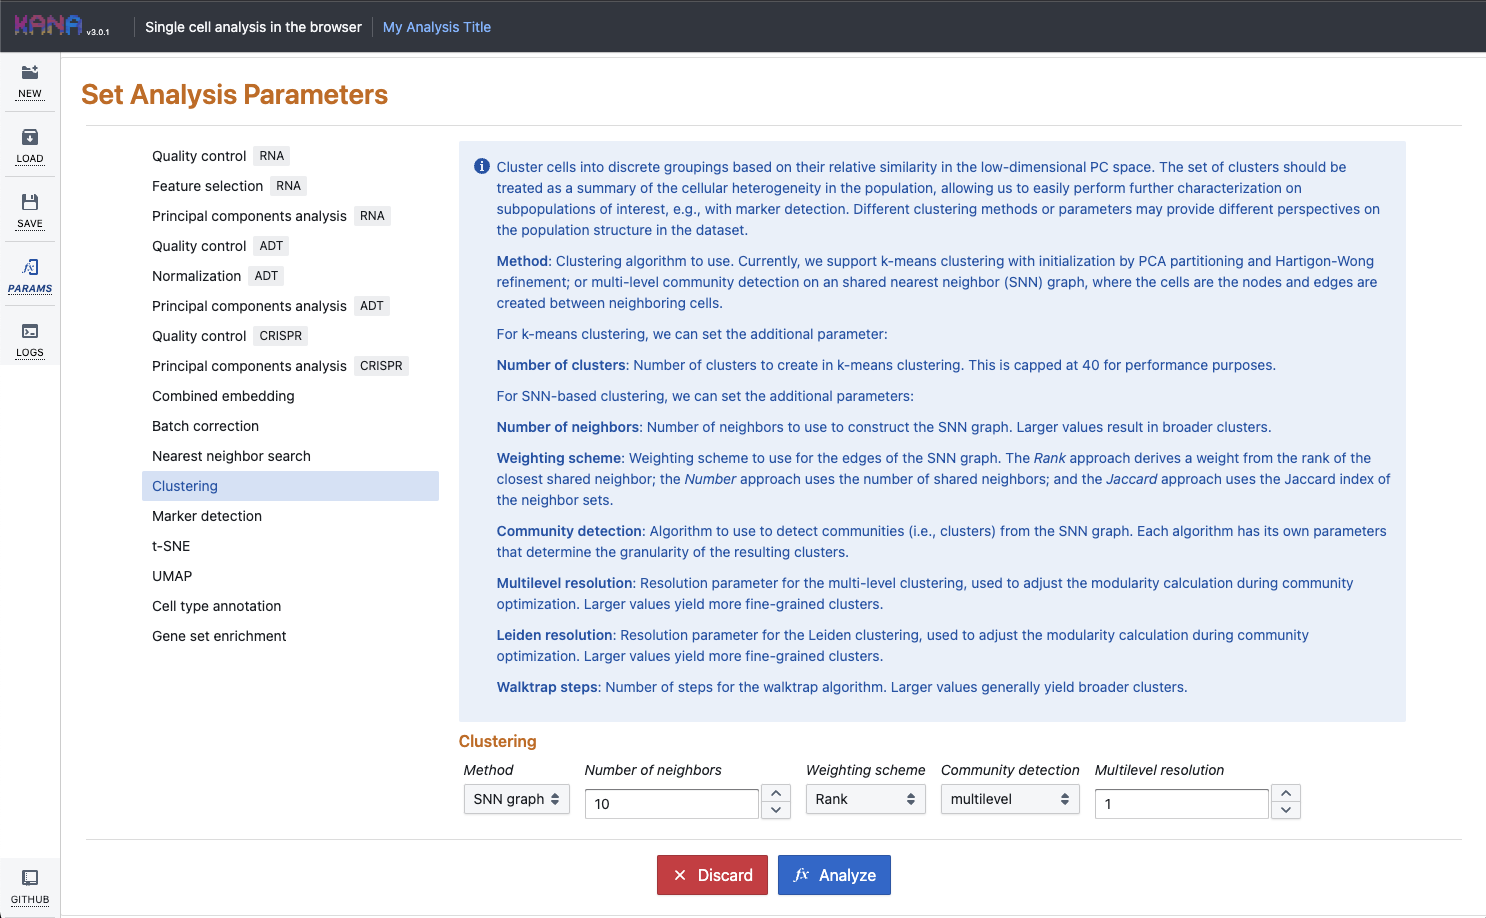 KANA v3.0.1 Single cell analysis in the browser My Analysis Title
NEW
LOAD
SAVE
PARAMS
LOGS
GITHUB
Set Analysis Parameters
Quality control RNA
Feature selection RNA
Principal components analysis RNA
Quality control ADT
Normalization ADT
Principal components analysis ADT
Quality control CRISPR
Principal components analysis CRISPR
Combined embedding
Batch correction
Nearest neighbor search
Clustering
Marker detection
t-SNE
UMAP
Cell type annotation
Gene set enrichment
Cluster cells into discrete groupings based on their relative similarity in the low-dimensional PC space. The set of clusters should be
treated as a summary of the cellular heterogeneity in the population, allowing us to easily perform further characterization on
subpopulations of interest, e.g., with marker detection. Different clustering methods or parameters may provide different perspectives on
the population structure in the dataset.
Method: Clustering algorithm to use. Currently, we support k-means clustering with initialization by PCA partitioning and Hartigon-Wong
refinement; or multi-level community detection on an shared nearest neighbor (SNN) graph, where the cells are the nodes and edges are
created between neighboring cells.
For k-means clustering, we can set the additional parameter:
Number of clusters: Number of clusters to create in k-means clustering. This is capped at 40 for performance purposes.
For SNN-based clustering, we can set the additional parameters:
Number of neighbors: Number of neighbors to use to construct the SNN graph. Larger values result in broader clusters.
Weighting scheme: Weighting scheme to use for the edges of the SNN graph. The Rank approach derives a weight from the rank of the
closest shared neighbor; the Number approach uses the number of shared neighbors; and the Jaccard approach uses the Jaccard index of
the neighbor sets.
Community detection: Algorithm to use to detect communities (i.e., clusters) from the SNN graph. Each algorithm has its own parameters
that determine the granularity of the resulting clusters.
Multilevel resolution: Resolution parameter for the multi-level clustering, used to adjust the modularity calculation during community
optimization. Larger values yield more fine-grained clusters.
Leiden resolution: Resolution parameter for the Leiden clustering, used to adjust the modularity calculation during community
optimization. Larger values yield more fine-grained clusters.
Walktrap steps: Number of steps for the walktrap algorithm. Larger values generally yield broader clusters.
Clustering
Method Number of neighbors Weighting scheme Community detection Multilevel resolution
SNN graph 10 Rank multilevel 1
Discard fx Analyze